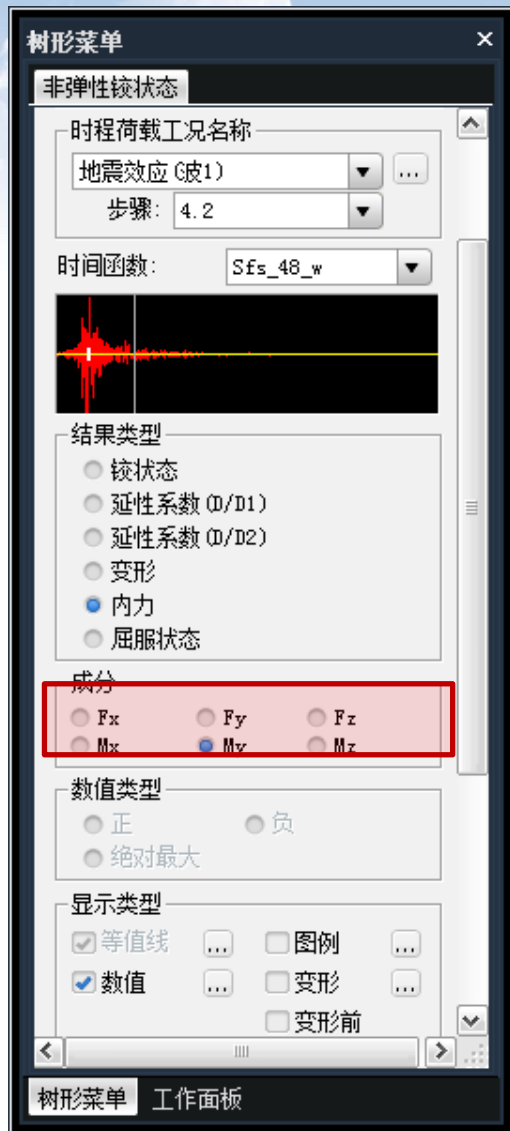 树形菜单 ×
非弹性铰状态
时程荷载工况名称
地震效应(波1) ...
步骤: 4.2
时间函数: Sfs_48_w
结果类型
铰状态
延性系数(D/D1)
延性系数(D/D2)
变形
内力
屈服状态
成分
Fx Fy Fz
Mx My Mz
数值类型
正 负
绝对最大
显示类型
等值线 ... 图例 ...
数值 ... 变形 ...
变形前
树形菜单 工作面板